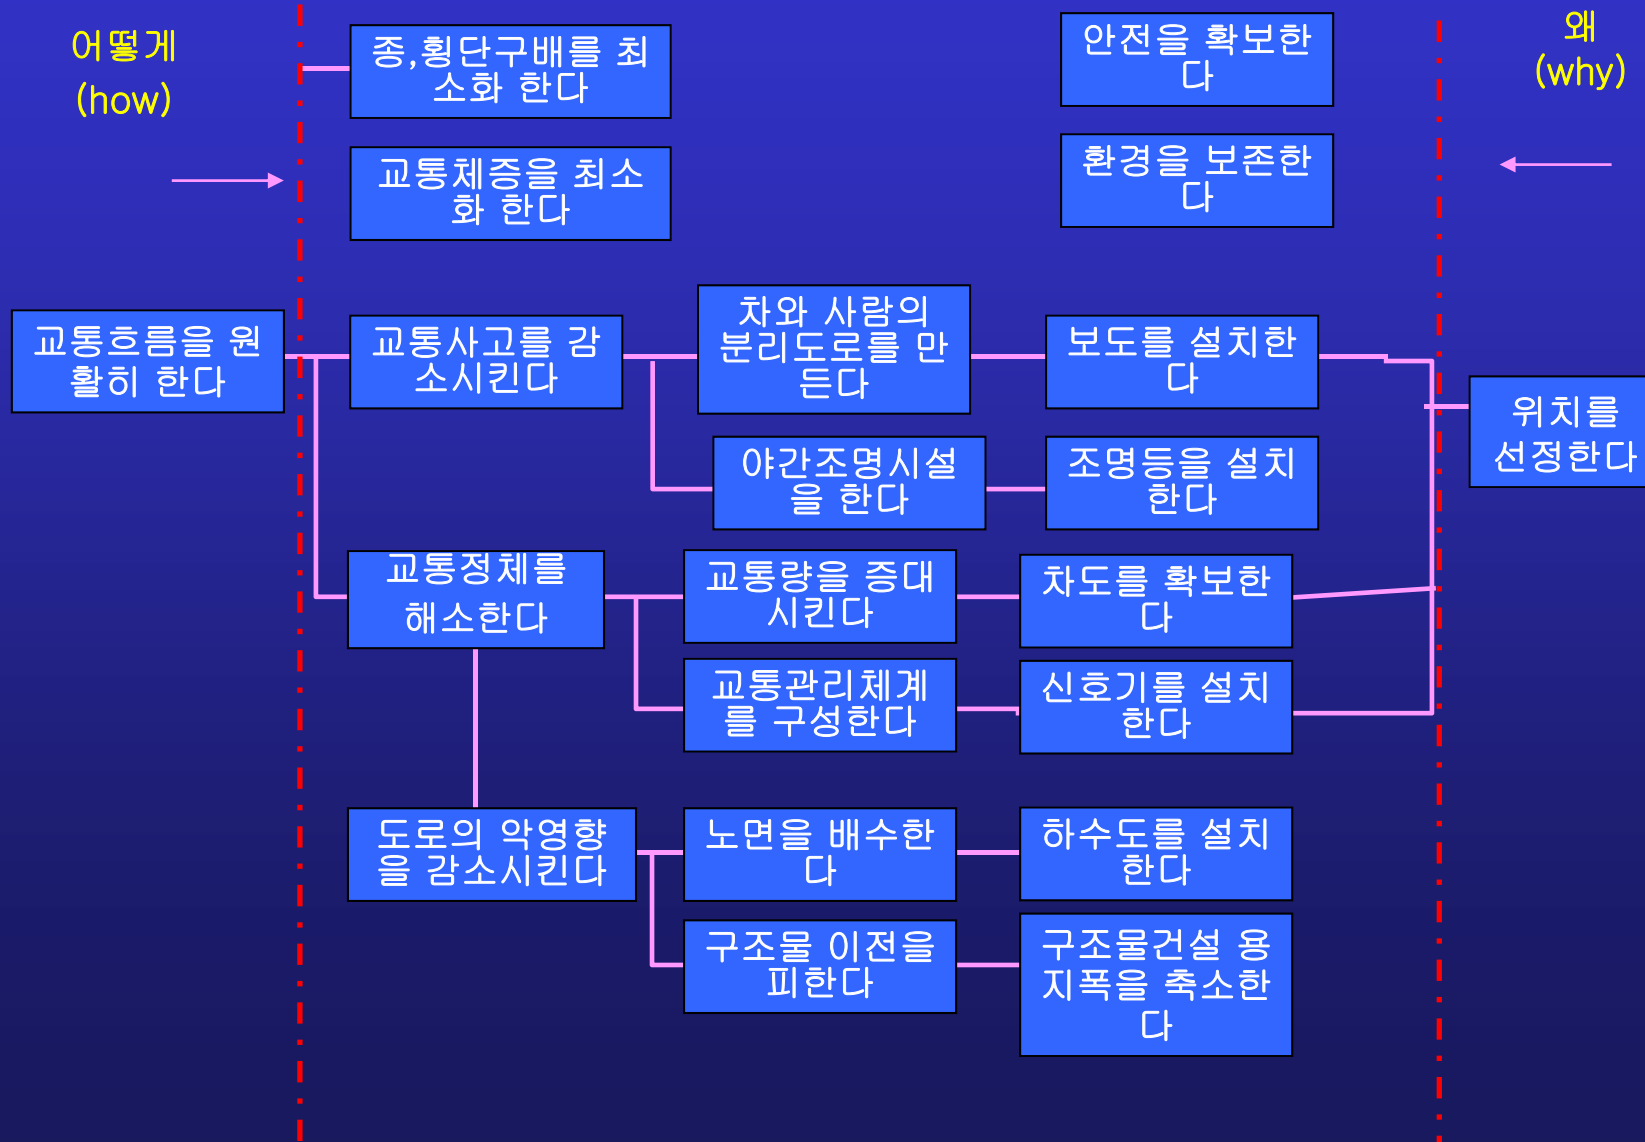 어떻게
(how)
종,횡단구배를 최
소화 한다
안전을 확보한
다
왜
(why)
교통체증을 최소
화 한다
환경을 보존한
다
교통흐름을 원
활히 한다
교통사고를 감
소시킨다
차와 사람의
분리도로를 만
든다
보도를 설치한
다
위치를
선정한다
야간조명시설
을 한다
조명등을 설치
한다
교통정체를
해소한다
교통량을 증대
시킨다
차도를 확보한
다
교통관리체계
를 구성한다
신호기를 설치
한다
도로의 악영향
을 감소시킨다
노면을 배수한
다
하수도를 설치
한다
구조물 이전을
피한다
구조물건설 용
지폭을 축소한
다